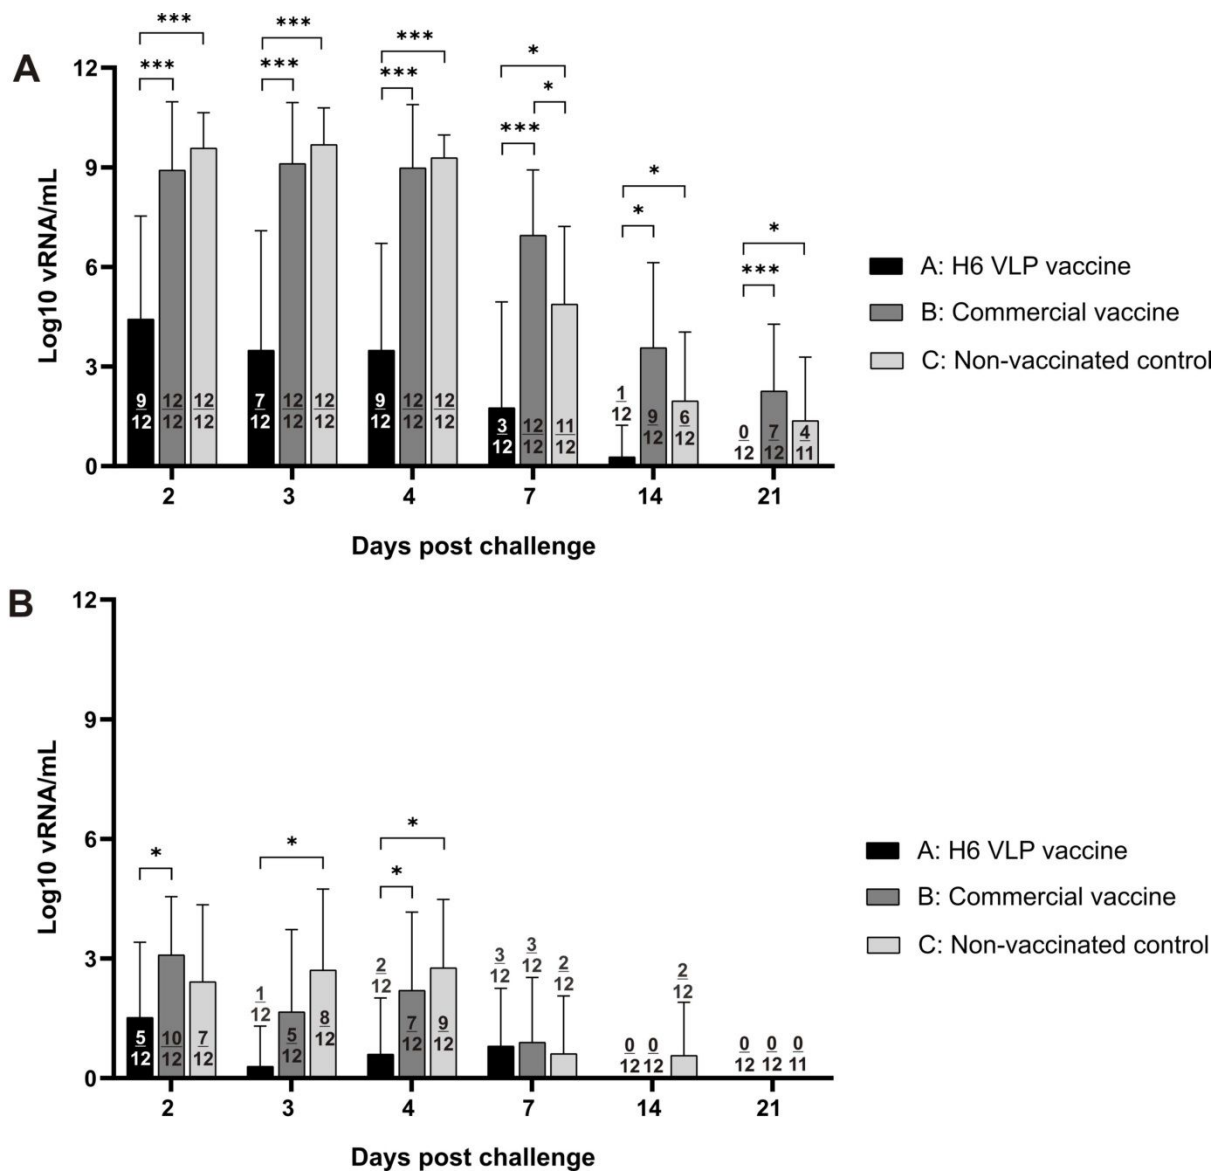 A
*** *** *** *
*** *** *** *
***
*
*
*
***
12
9
6
3
0
Log10 vRNA/mL
9 12 12 7 12 12 9 12 12 3 12 11 1 9 6 0 7 4
12 12 12 12 12 12 12 12 12 12 12 12 12 12 12 12 12 11
2 3 4 7 14 21
Days post challenge
A: H6 VLP vaccine
B: Commercial vaccine
C: Non-vaccinated control
B
12
9
6
3
0
Log10 vRNA/mL
* * *
*
5 10 7 1 5 8 2 7 9 3 3 2 0 0 2 0 0 0
12 12 12 12 12 12 12 12 12 12 12 12 12 12 12 12 12 11
2 3 4 7 14 21
Days post challenge
A: H6 VLP vaccine
B: Commercial vaccine
C: Non-vaccinated control